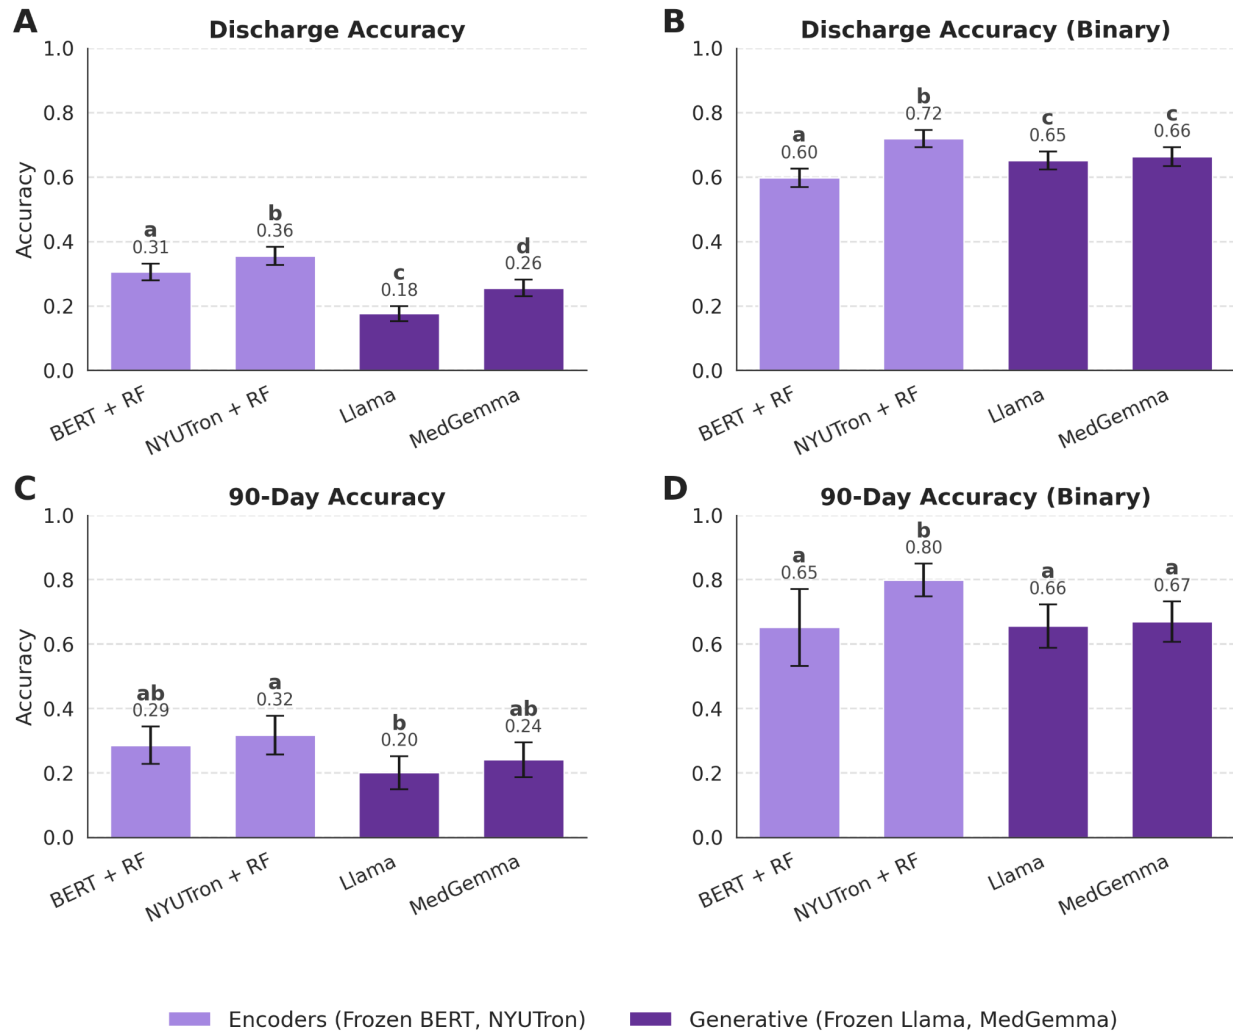 A
Discharge Accuracy
Accuracy
1.0
0.8
0.6
0.4
0.2
0.0
a
0.31
b
0.36
c
0.18
d
0.26
BERT + RF
NYUTron + RF
Llama
MedGemma
B
Discharge Accuracy (Binary)
1.0
0.8
0.6
0.4
0.2
0.0
a
0.60
b
0.72
c
0.65
c
0.66
BERT + RF
NYUTron + RF
Llama
MedGemma
C
90-Day Accuracy
Accuracy
1.0
0.8
0.6
0.4
0.2
0.0
ab
0.29
a
0.32
b
0.20
ab
0.24
BERT + RF
NYUTron + RF
Llama
MedGemma
D
90-Day Accuracy (Binary)
1.0
0.8
0.6
0.4
0.2
0.0
a
0.65
b
0.80
a
0.66
a
0.67
BERT + RF
NYUTron + RF
Llama
MedGemma
Encoders (Frozen BERT, NYUTron)
Generative (Frozen Llama, MedGemma)